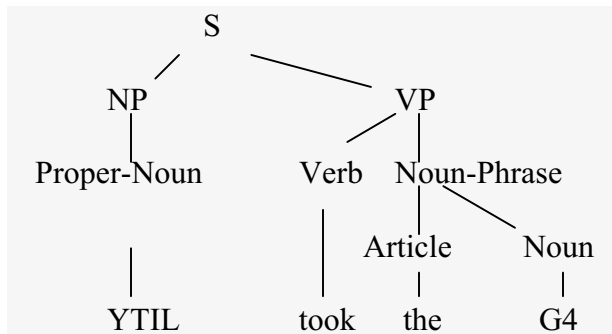 S
NP VP
Proper-Noun Verb Noun-Phrase
Article Noun
YTIL took the G4